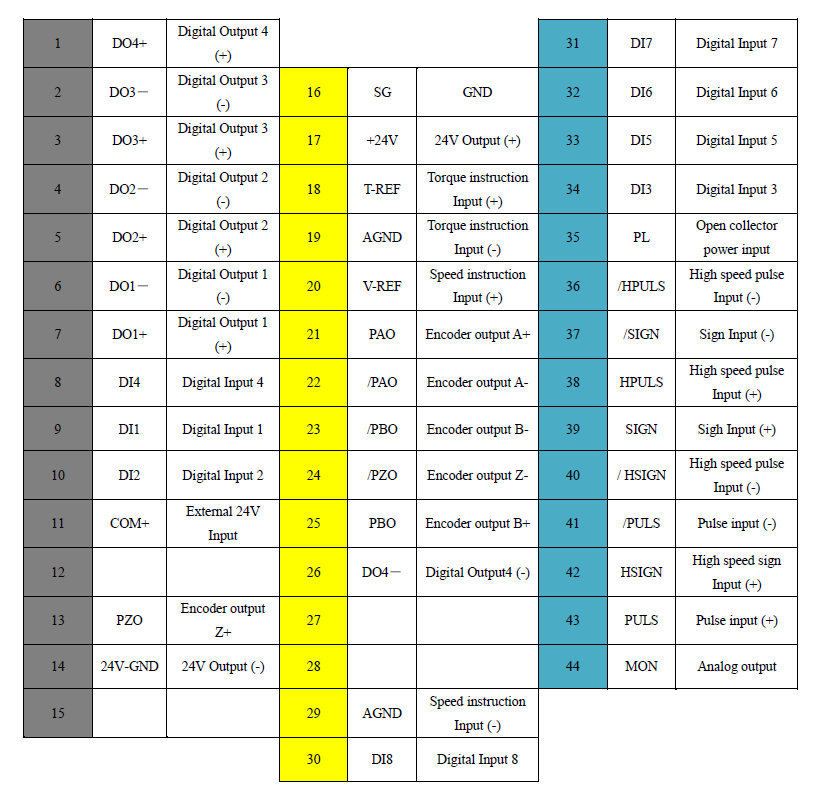 1 DO4+ Digital Output 4
(+)
2 DO3－ Digital Output 3
(-)
3 DO3+ Digital Output 3
(+)
4 DO2－ Digital Output 2
(-)
5 DO2+ Digital Output 2
(+)
6 DO1－ Digital Output 1
(-)
7 DO1+ Digital Output 1
(+)
8 DI4 Digital Input 4
9 DI1 Digital Input 1
10 DI2 Digital Input 2
11 COM+ External 24V
Input
12
13 PZO Encoder output
Z+
14 24V-GND 24V Output (-)
15
16 SG GND
17 +24V 24V Output (+)
18 T-REF Torque instruction
Input (+)
19 AGND Torque instruction
Input (-)
20 V-REF Speed instruction
Input (+)
21 PAO Encoder output A+
22 /PAO Encoder output A-
23 /PBO Encoder output B-
24 /PZO Encoder output Z-
25 PBO Encoder output B+
26 DO4－ Digital Output4 (-)
27
28
29 AGND Speed instruction
Input (-)
30 DI8 Digital Input 8
31 DI7 Digital Input 7
32 DI6 Digital Input 6
33 DI5 Digital Input 5
34 DI3 Digital Input 3
35 PL Open collector
power input
36 /HPULS High speed pulse
Input (-)
37 /SIGN Sign Input (-)
38 HPULS High speed pulse
Input (+)
39 SIGN Sigh Input (+)
40 / HSIGN High speed pulse
Input (-)
41 /PULS Pulse input (-)
42 HSIGN High speed sign
Input (+)
43 PULS Pulse input (+)
44 MON Analog output